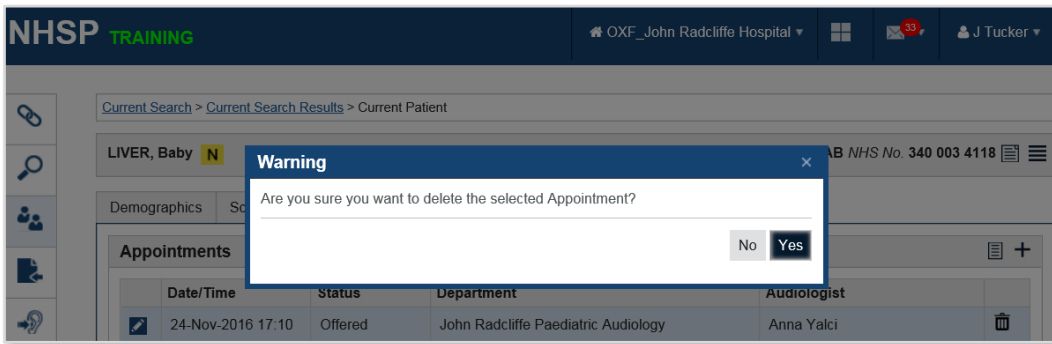 NHSP TRAINING
OXF_John Radcliffe Hospital
33
J Tucker
Current Search > Current Search Results > Current Patient
LIVER, Baby N
AB NHS No. 340 003 4118
Warning ×
Are you sure you want to delete the selected Appointment?
No Yes
Demographics Sc
Appointments
Date/Time Status Department Audiologist
24-Nov-2016 17:10 Offered John Radcliffe Paediatric Audiology Anna Yalci